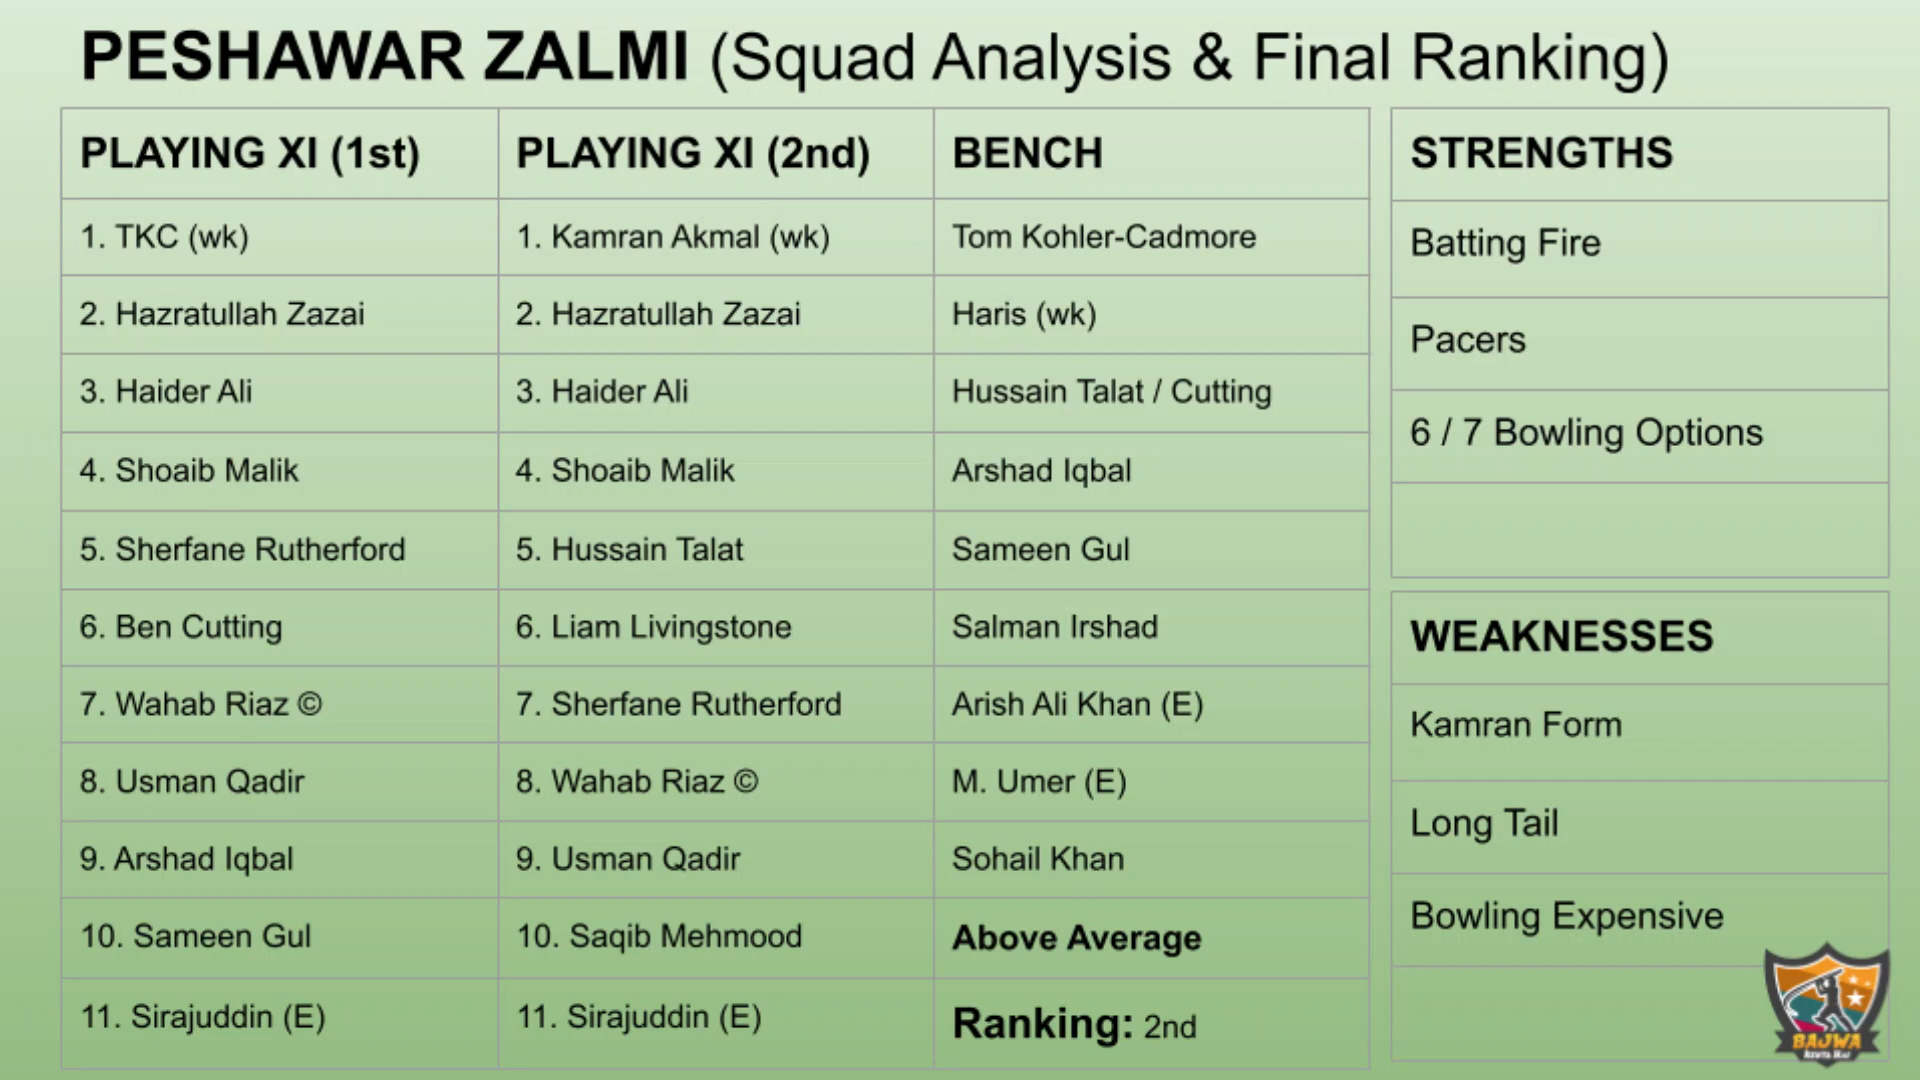 PESHAWAR ZALMI (Squad Analysis & Final Ranking)
PLAYING XI (1st)
1. TKC (wk)
2. Hazratullah Zazai
3. Haider Ali
4. Shoaib Malik
5. Sherfane Rutherford
6. Ben Cutting
7. Wahab Riaz ©
8. Usman Qadir
9. Arshad Iqbal
10. Sameen Gul
11. Sirajuddin (E)
PLAYING XI (2nd)
1. Kamran Akmal (wk)
2. Hazratullah Zazai
3. Haider Ali
4. Shoaib Malik
5. Hussain Talat
6. Liam Livingstone
7. Sherfane Rutherford
8. Wahab Riaz ©
9. Usman Qadir
10. Saqib Mehmood
11. Sirajuddin (E)
BENCH
Tom Kohler-Cadmore
Haris (wk)
Hussain Talat / Cutting
Arshad Iqbal
Sameen Gul
Salman Irshad
Arish Ali Khan (E)
M. Umer (E)
Sohail Khan
Above Average
Ranking: 2nd
STRENGTHS
Batting Fire
Pacers
6 / 7 Bowling Options
WEAKNESSES
Kamran Form
Long Tail
Bowling Expensive
BAJWA